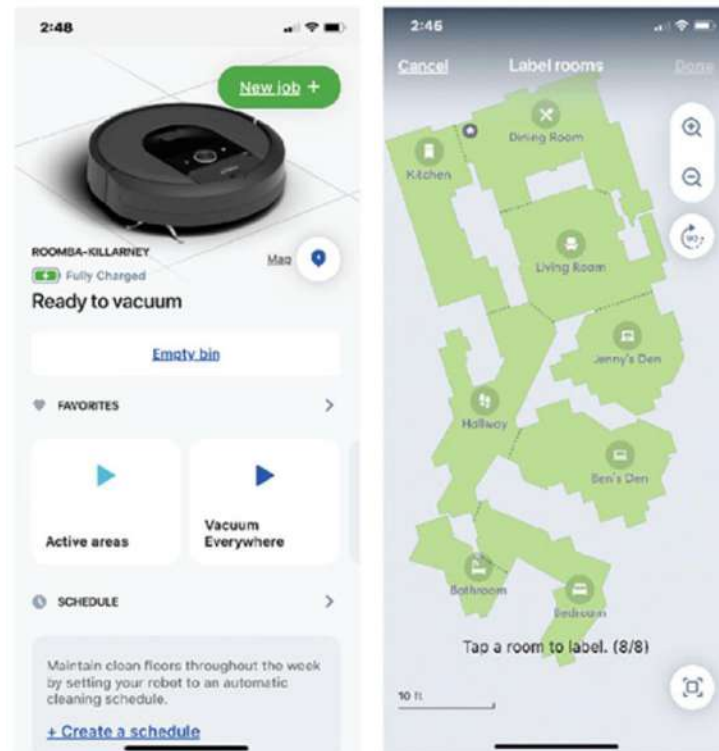 2:48
New job +
ROOMBA-KILLARNEY
Fully Charged
Map
Ready to vacuum
Empty bin
FAVORITES
Active areas
Vacuum
Everywhere
SCHEDULE
Maintain clean floors throughout the week
by setting your robot to an automatic
cleaning schedule.
+ Create a schedule
2:46
Cancel
Label rooms
Done
Dining Room
Kitchen
Living Room
Jenny's Den
Hallway
Ben's Den
Bathroom
Bedroom
Tap a room to label. (8/8)
10 ft